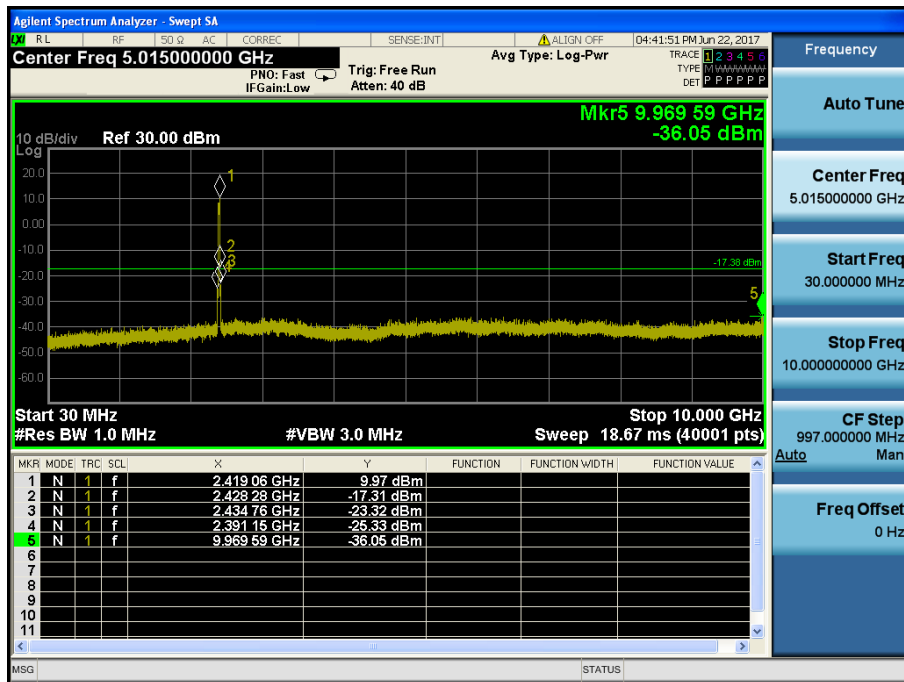 Agilent Spectrum Analyzer - Swept SA
LXI RL RF 50 Ω AC CORREC SENSE:INT ALIGN OFF 04:41:51 PM Jun 22, 2017
Center Freq 5.015000000 GHz
PNO: Fast
IFGain:Low
Trig: Free Run
Atten: 40 dB
Avg Type: Log-Pwr
TRACE 1 2 3 4 5 6
TYPE MWWWWW
DET P P P P P P
Mkr5 9.969 59 GHz
-36.05 dBm
10 dB/div Ref 30.00 dBm
Log
20.0
10.0
0.00
-10.0
-20.0
-30.0
-40.0
-50.0
-60.0
1
2
3
4
5
-17.38 dBm
Start 30 MHz Stop 10.000 GHz
#Res BW 1.0 MHz #VBW 3.0 MHz Sweep 18.67 ms (40001 pts)
MKR MODE TRC SCL X Y FUNCTION FUNCTION WIDTH FUNCTION VALUE
1 N 1 f 2.419 06 GHz 9.97 dBm
2 N 1 f 2.428 28 GHz -17.31 dBm
3 N 1 f 2.434 76 GHz -23.32 dBm
4 N 1 f 2.391 15 GHz -25.33 dBm
5 N 1 f 9.969 59 GHz -36.05 dBm
6
7
8
9
10
11
MSG STATUS
Frequency
Auto Tune
Center Freq
5.015000000 GHz
Start Freq
30.000000 MHz
Stop Freq
10.000000000 GHz
CF Step
997.000000 MHz
Auto Man
Freq Offset
0 Hz